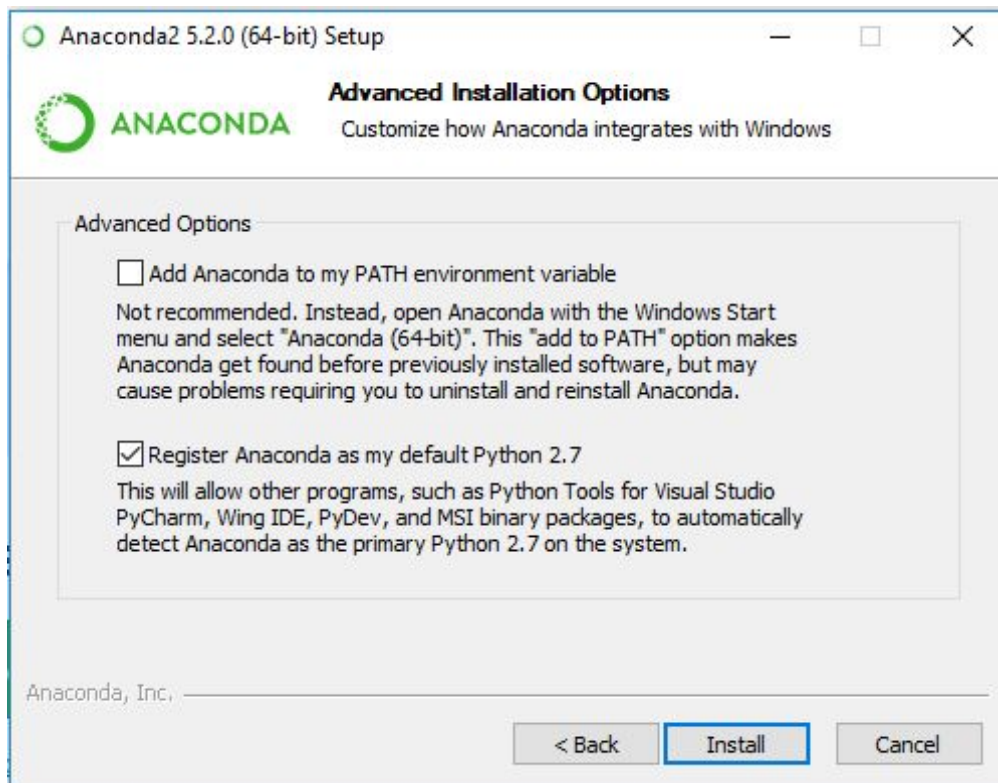 Anaconda2 5.2.0 (64-bit) Setup
ANACONDA
Advanced Installation Options
Customize how Anaconda integrates with Windows
Advanced Options
Add Anaconda to my PATH environment variable
Not recommended. Instead, open Anaconda with the Windows Start
menu and select "Anaconda (64-bit)". This "add to PATH" option makes
Anaconda get found before previously installed software, but may
cause problems requiring you to uninstall and reinstall Anaconda.
Register Anaconda as my default Python 2.7
This will allow other programs, such as Python Tools for Visual Studio
PyCharm, Wing IDE, PyDev, and MSI binary packages, to automatically
detect Anaconda as the primary Python 2.7 on the system.
Anaconda, Inc.
< Back Install Cancel